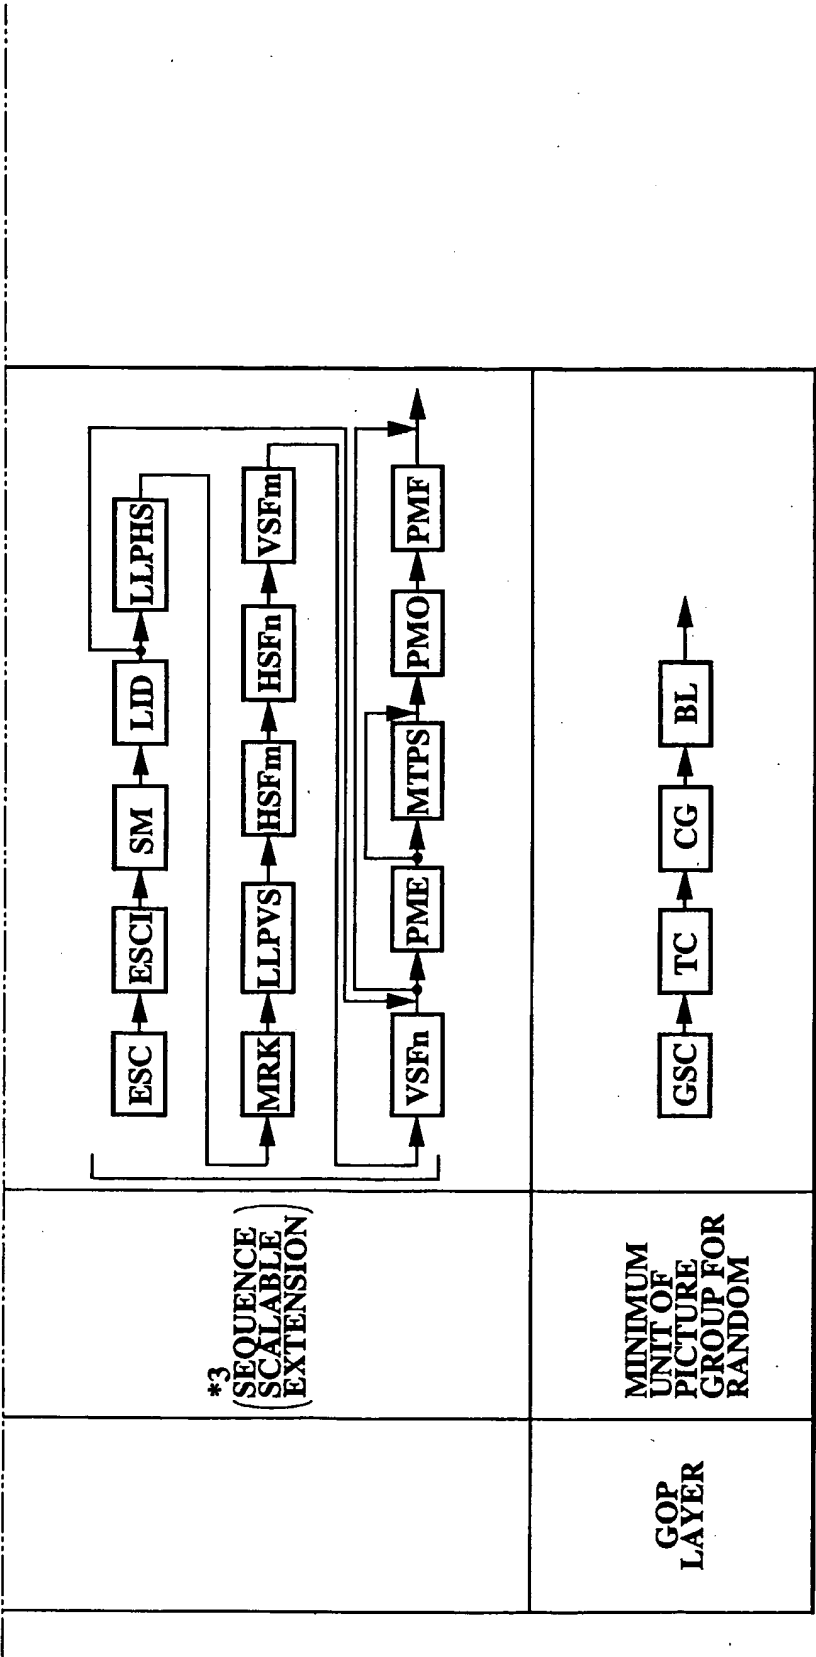 *3
(SEQUENCE
SCALABLE
EXTENSION)
ESC
ESCI
SM
LID
LLPHS
MRK
LLPVS
HSFm
HSFn
VSFm
VSFn
PME
MTPS
PMO
PMF
GOP
LAYER
MINIMUM
UNIT OF
PICTURE
GROUP FOR
RANDOM
GSC
TC
CG
BL